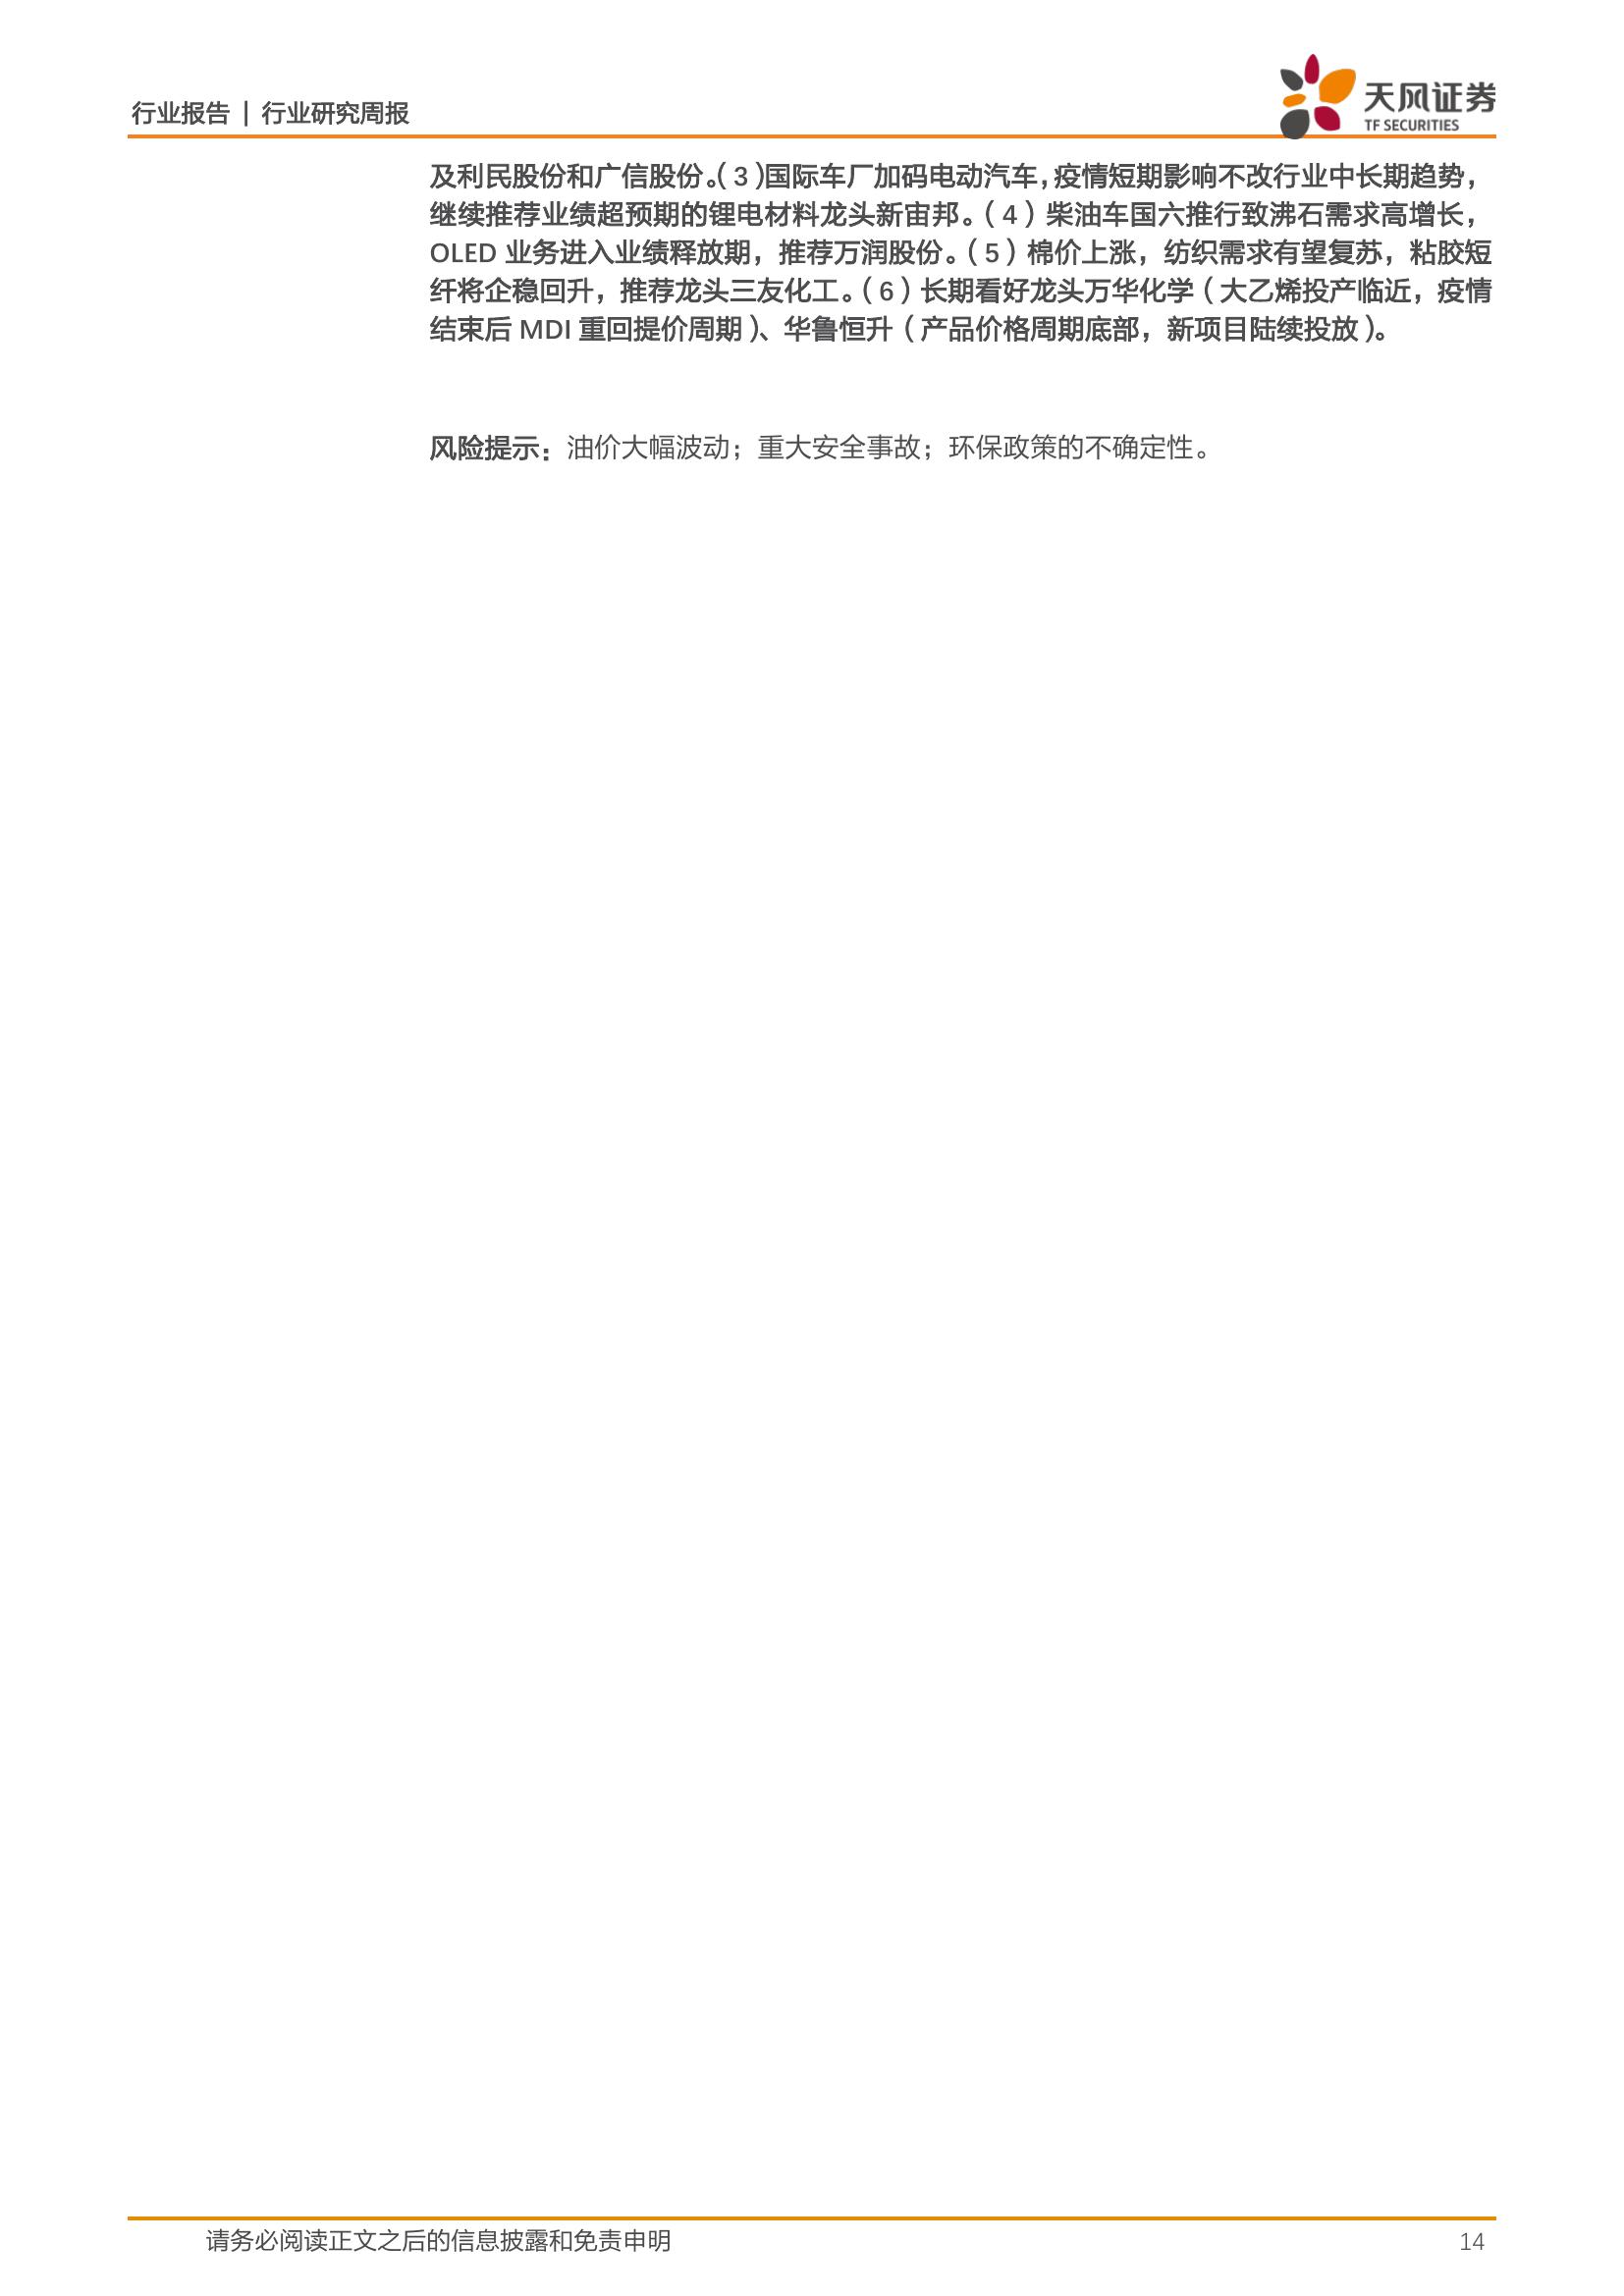 行业报告 | 行业研究周报
天风证券
TF SECURITIES
及利民股份和广信股份。（3）国际车厂加码电动汽车，疫情短期影响不改行业中长期趋势，
继续推荐业绩超预期的锂电材料龙头新宙邦。（4）柴油车国六推行致沸石需求高增长，
OLED 业务进入业绩释放期，推荐万润股份。（5）棉价上涨，纺织需求有望复苏，粘胶短
纤将企稳回升，推荐龙头三友化工。（6）长期看好龙头万华化学（大乙烯投产临近，疫情
结束后 MDI 重回提价周期）、华鲁恒升（产品价格周期底部，新项目陆续投放）。
风险提示：油价大幅波动；重大安全事故；环保政策的不确定性。
请务必阅读正文之后的信息披露和免责申明
14